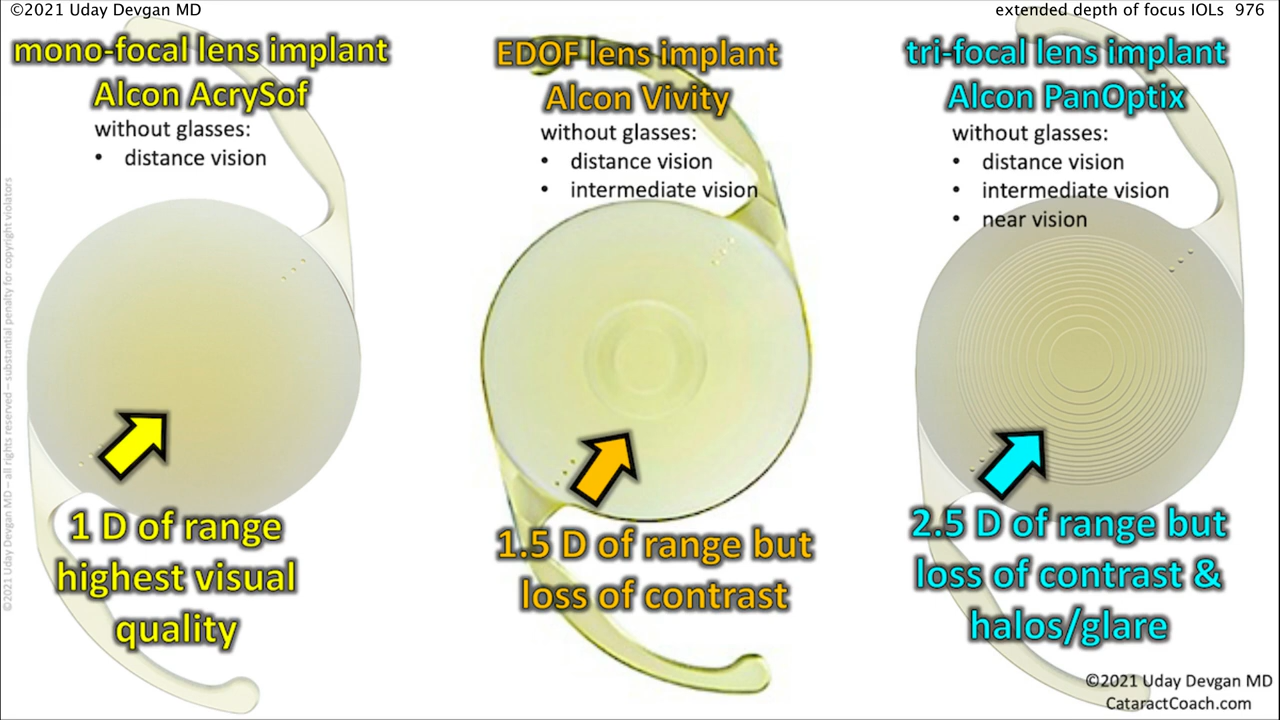 ©2021 Uday Devgan MD
extended depth of focus IOLs 976
mono-focal lens implant
Alcon AcrySof
without glasses:
• distance vision
EDOF lens implant
Alcon Vivity
without glasses:
• distance vision
• intermediate vision
tri-focal lens implant
Alcon PanOptix
without glasses:
• distance vision
• intermediate vision
• near vision
©2021 Uday Devgan MD – all rights reserved – substantial penalty for copyright violators
1 D of range
highest visual
quality
1.5 D of range but
loss of contrast
2.5 D of range but
loss of contrast &
halos/glare
©2021 Uday Devgan MD
CataractCoach.com